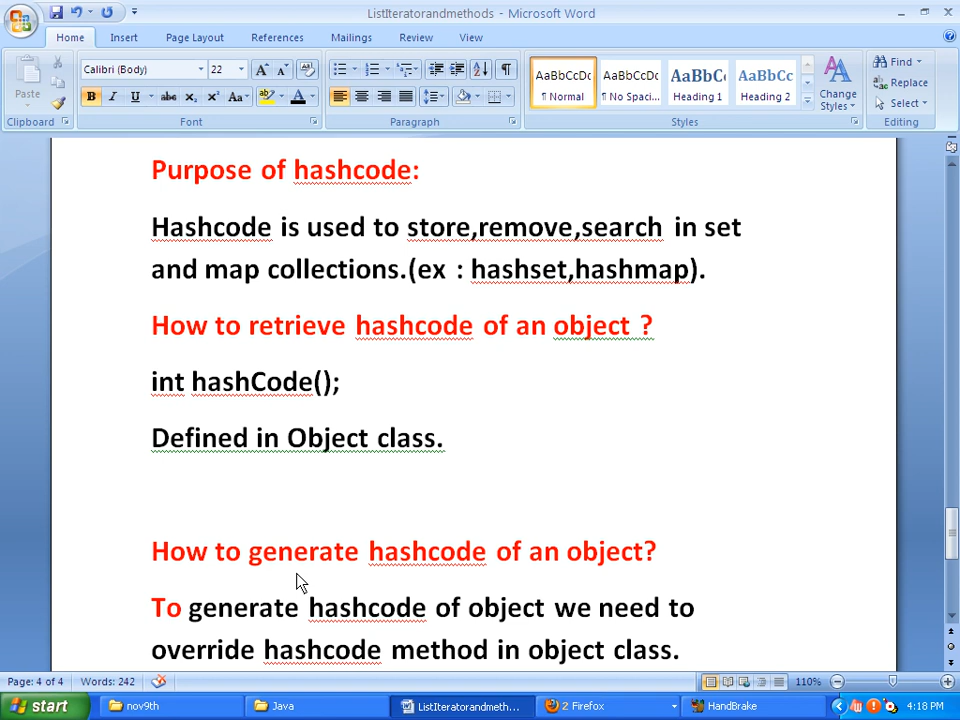 ListIteratorandmethods - Microsoft Word
Home Insert Page Layout References Mailings Review View
Paste
Calibri (Body) 22
B I U abc x₂ x² Aa
AaBbCcDc AaBbCcDc AaBbC AaBbCc
¶ Normal ¶ No Spaci... Heading 1 Heading 2
Change Styles
Find
Replace
Select
Clipboard Font Paragraph Styles Editing
Purpose of hashcode:
Hashcode is used to store,remove,search in set
and map collections.(ex : hashset,hashmap).
How to retrieve hashcode of an object ?
int hashCode();
Defined in Object class.
How to generate hashcode of an object?
To generate hashcode of object we need to
override hashcode method in object class.
Page: 4 of 4 Words: 242 110%
start nov9th Java ListIteratorandmeth... 2 Firefox HandBrake 4:18 PM